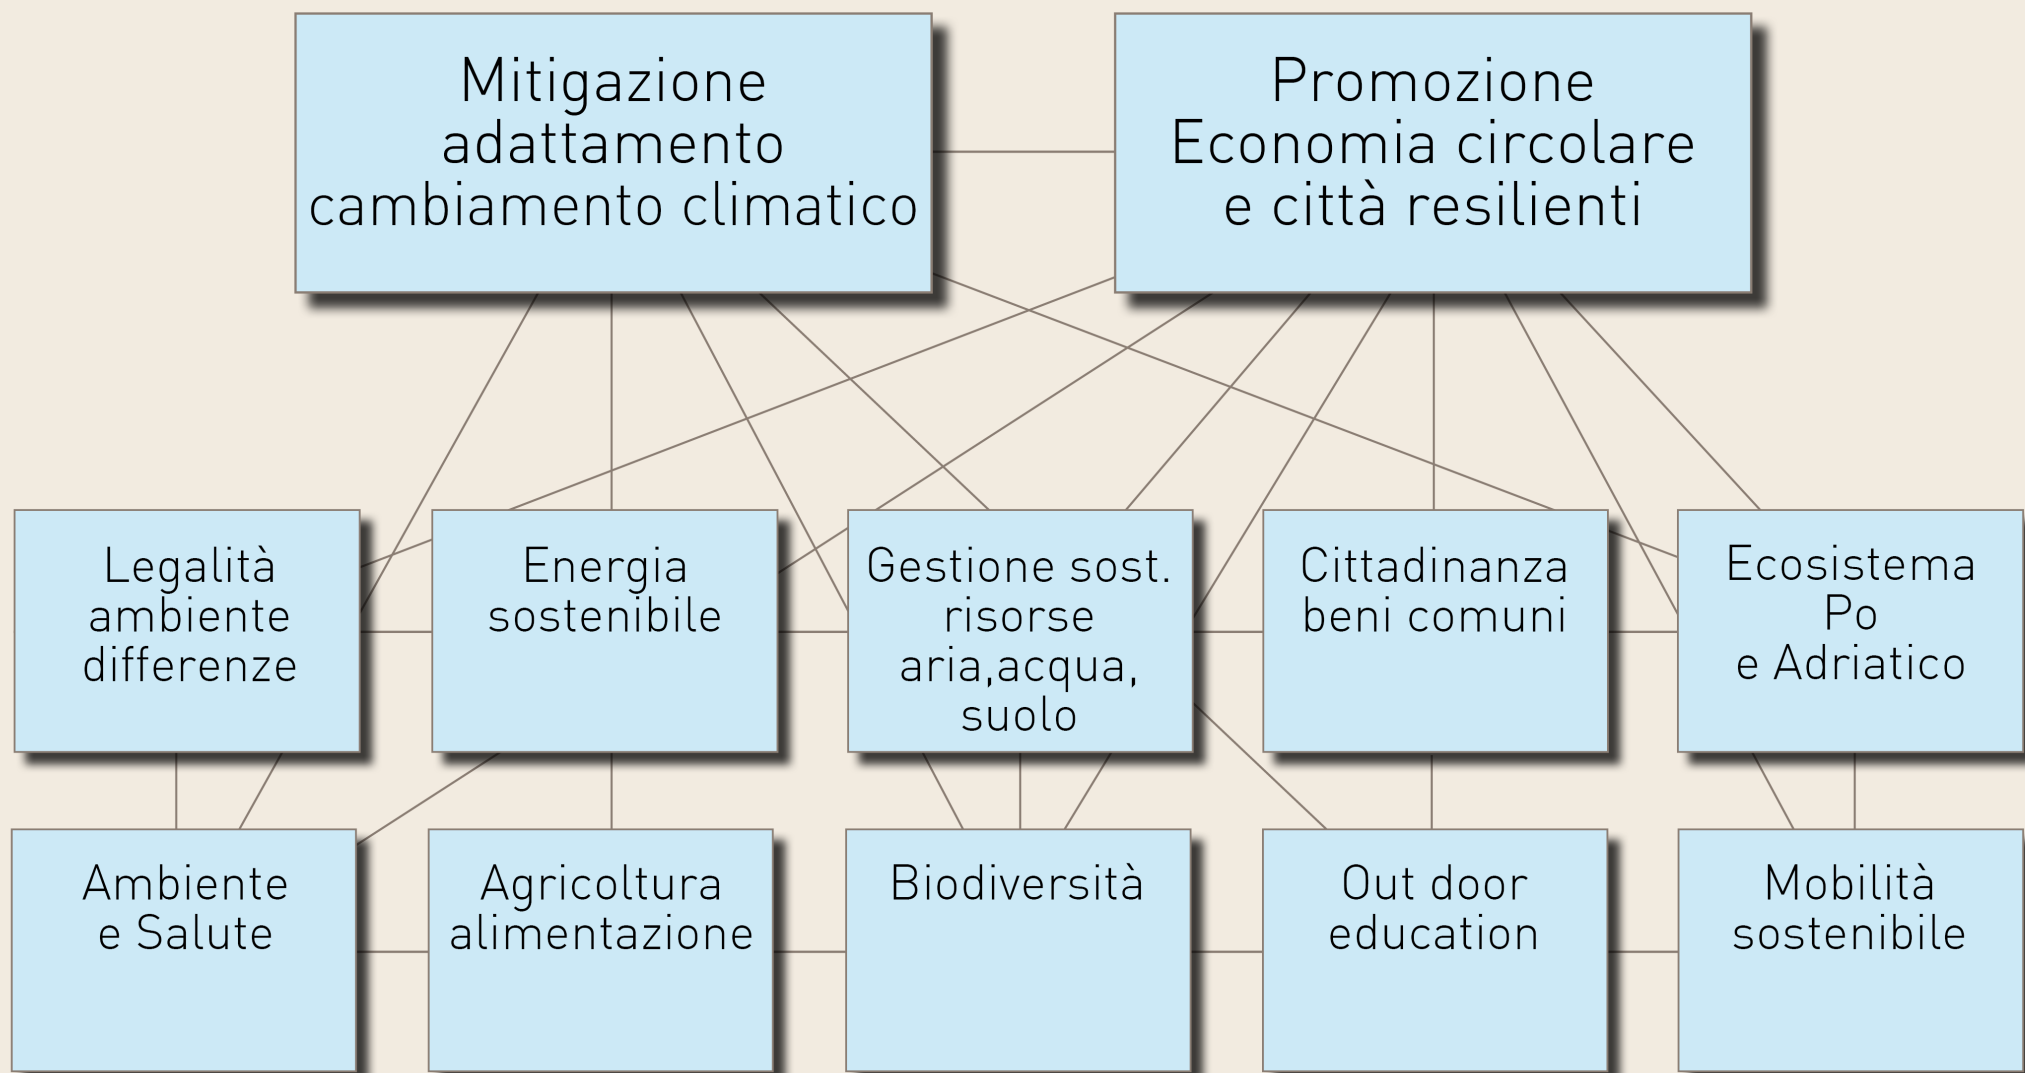 Mitigazione
adattamento
cambiamento climatico
Promozione
Economia circolare
e città resilienti
Legalità
ambiente
differenze
Energia
sostenibile
Gestione sost.
risorse
aria,acqua,
suolo
Cittadinanza
beni comuni
Ecosistema
Po
e Adriatico
Ambiente
e Salute
Agricoltura
alimentazione
Biodiversità
Out door
education
Mobilità
sostenibile